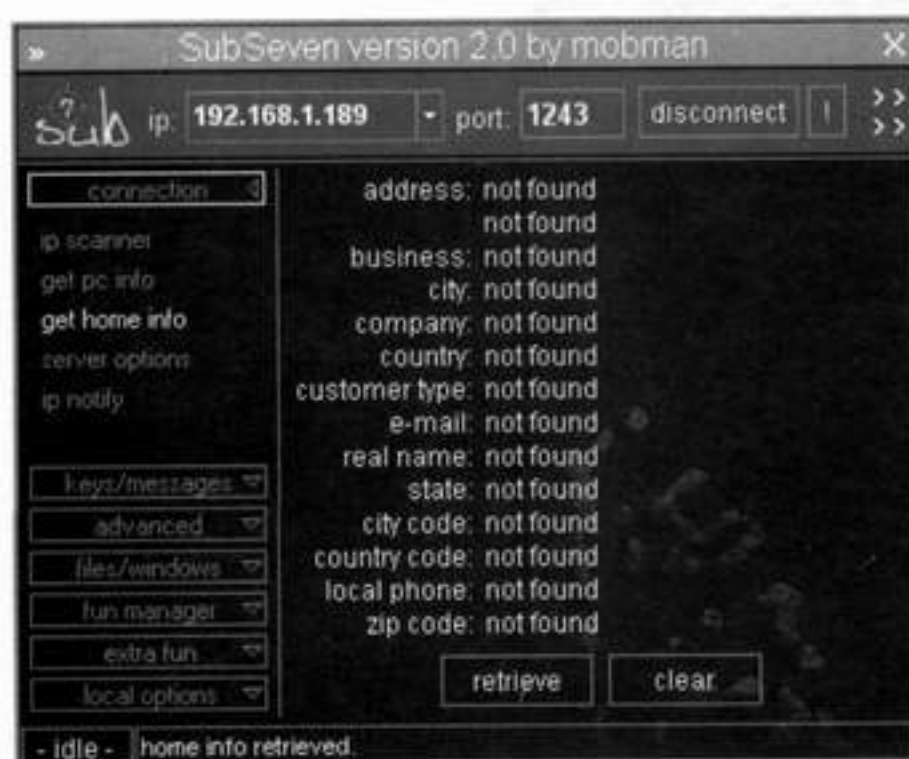 » SubSeven version 2.0 by mobman X
sub ip: 192.168.1.189 port: 1243 disconnect ! >> >>
connection
ip scanner
get pc info
get home info
server options
ip notify
keys/messages
advanced
files/windows
fun manager
extra fun
local options
address: not found
not found
business: not found
city: not found
company: not found
country: not found
customer type: not found
e-mail: not found
real name: not found
state: not found
city code: not found
country code: not found
local phone: not found
zip code: not found
retrieve clear
- idle - home info retrieved.